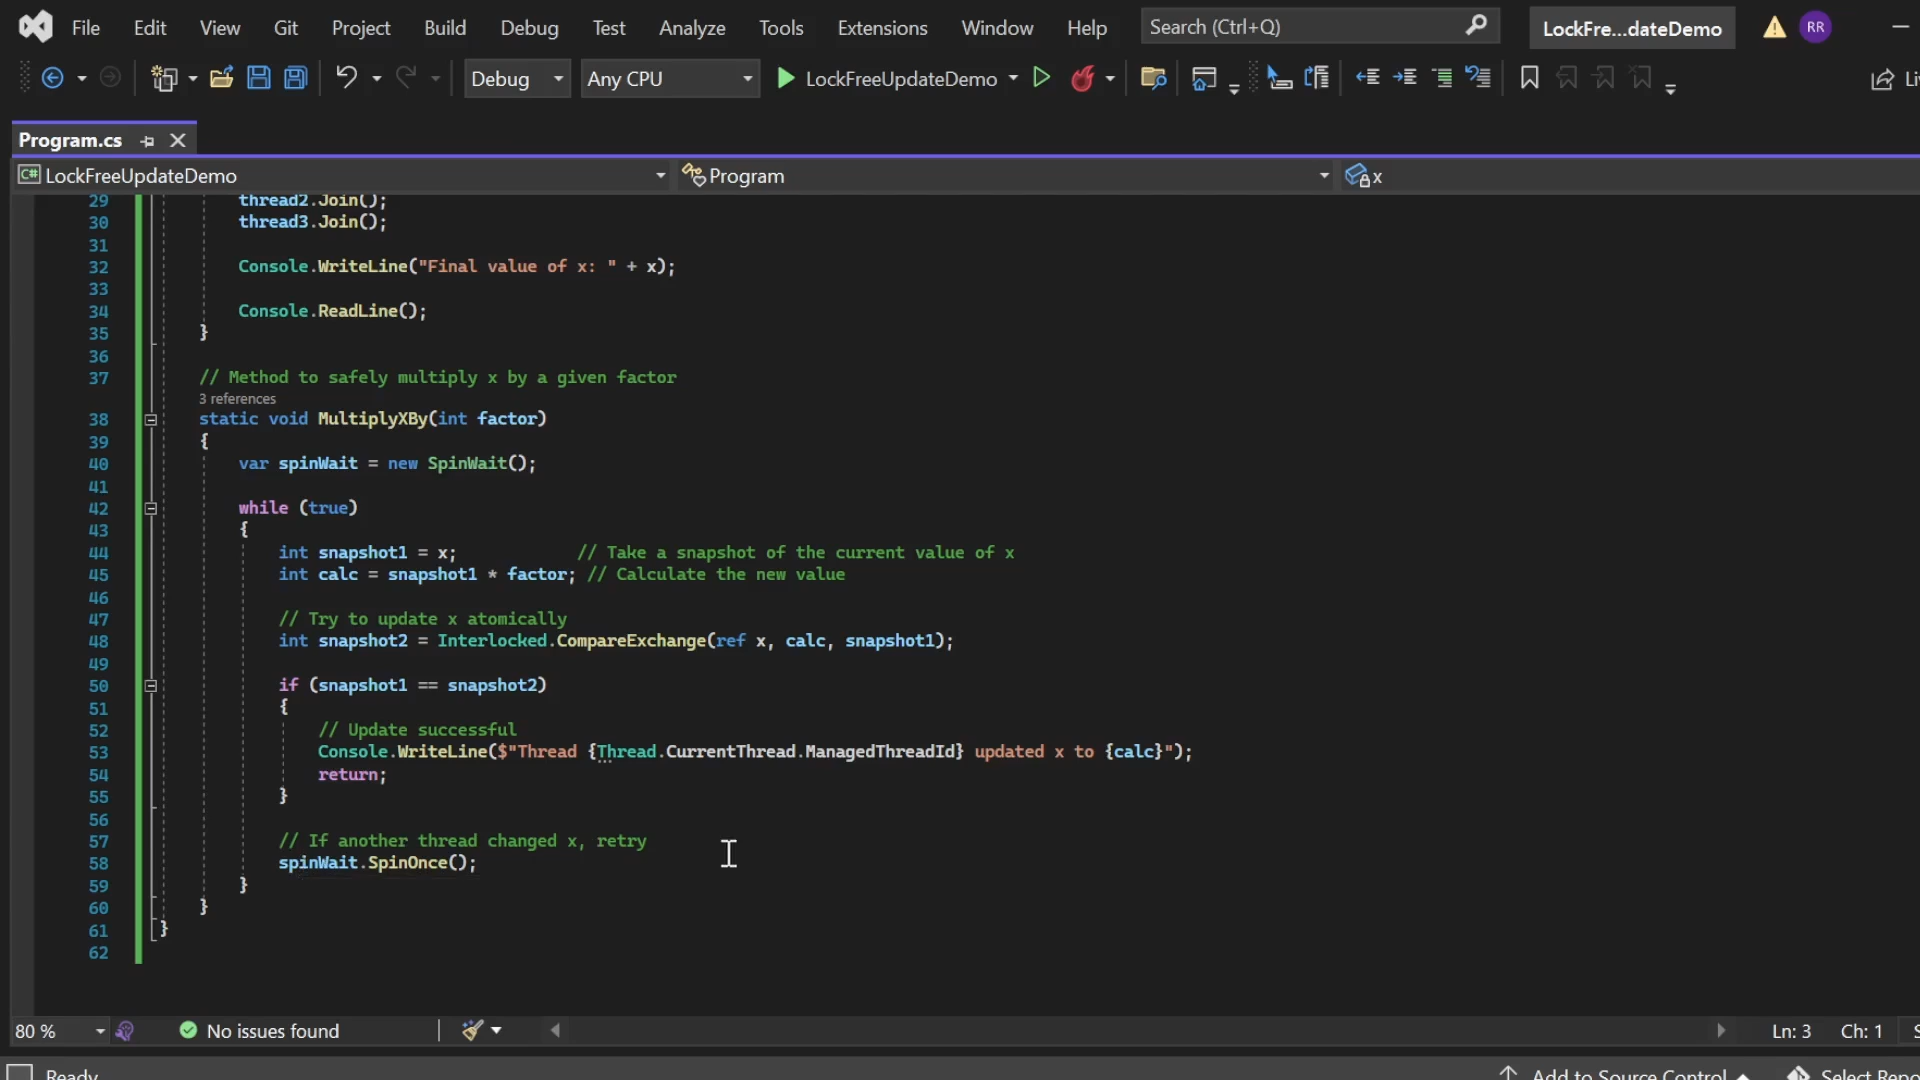 File Edit View Git Project Build Debug Test Analyze Tools Extensions Window Help Search (Ctrl+Q) LockFre...dateDemo RR
Debug Any CPU LockFreeUpdateDemo
Program.cs
C# LockFreeUpdateDemo Program x
29 thread2.Join();
30 thread3.Join();
31
32 Console.WriteLine("Final value of x: " + x);
33
34 Console.ReadLine();
35 }
36
37 // Method to safely multiply x by a given factor
3 references
38 static void MultiplyXBy(int factor)
39 {
40 var spinWait = new SpinWait();
41
42 while (true)
43 {
44 int snapshot1 = x; // Take a snapshot of the current value of x
45 int calc = snapshot1 * factor; // Calculate the new value
46
47 // Try to update x atomically
48 int snapshot2 = Interlocked.CompareExchange(ref x, calc, snapshot1);
49
50 if (snapshot1 == snapshot2)
51 {
52 // Update successful
53 Console.WriteLine($"Thread {Thread.CurrentThread.ManagedThreadId} updated x to {calc}");
54 return;
55 }
56
57 // If another thread changed x, retry
58 spinWait.SpinOnce();
59 }
60 }
61 }
62
80 % No issues found Ln: 3 Ch: 1
Ready Add to Source Control Select Repo